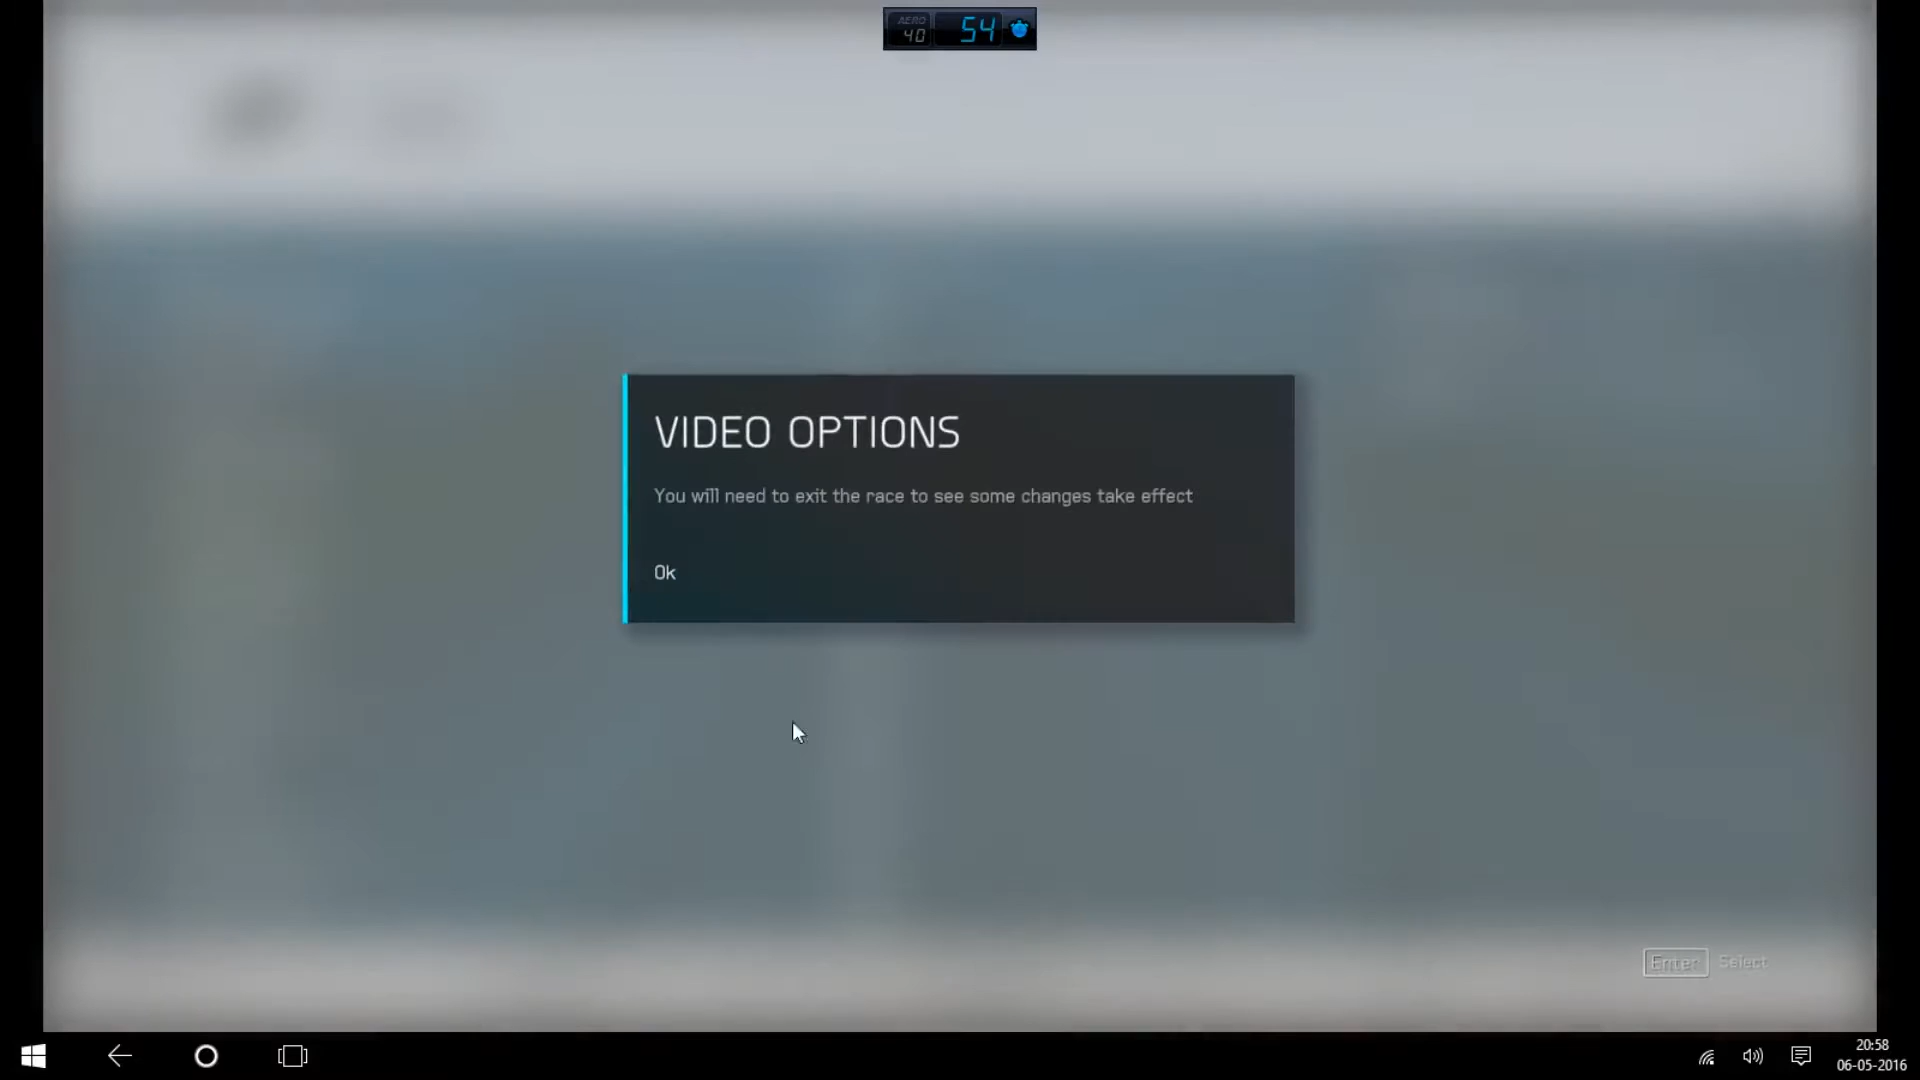 AERO
40
54
VIDEO OPTIONS
You will need to exit the race to see some changes take effect
Ok
Enter Select
20:58
06-05-2016